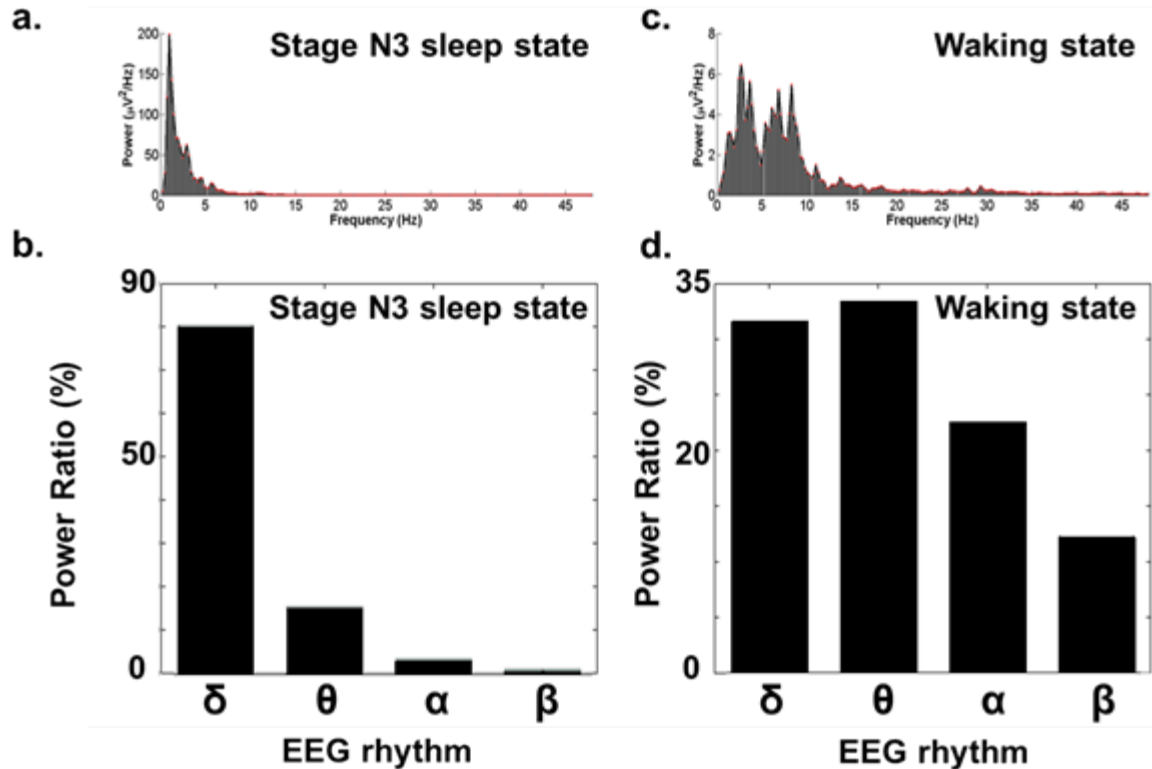 a.
Stage N3 sleep state
Power (µV²/Hz)
200
150
100
50
0
0 5 10 15 20 25 30 35 40 45
Frequency (Hz)
c.
Waking state
Power (µV²/Hz)
8
6
4
2
0
0 5 10 15 20 25 30 35 40 45
Frequency (Hz)
b.
Stage N3 sleep state
Power Ratio (%)
90
50
0
δ θ α β
EEG rhythm
d.
Waking state
Power Ratio (%)
35
20
0
δ θ α β
EEG rhythm